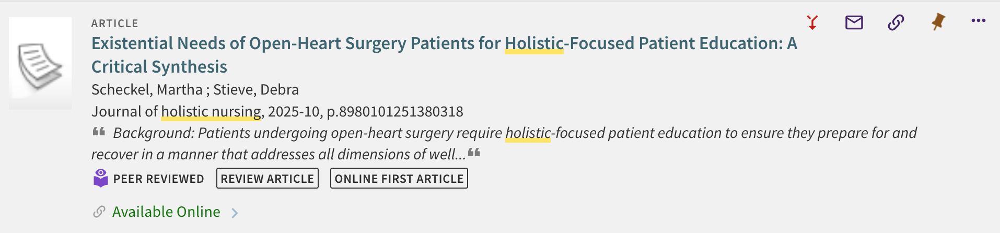 ARTICLE
Existential Needs of Open-Heart Surgery Patients for Holistic-Focused Patient Education: A
Critical Synthesis
Scheckel, Martha ; Stieve, Debra
Journal of holistic nursing, 2025-10, p.8980101251380318
❝ Background: Patients undergoing open-heart surgery require holistic-focused patient education to ensure they prepare for and
recover in a manner that addresses all dimensions of well...❝
PEER REVIEWED REVIEW ARTICLE ONLINE FIRST ARTICLE
Available Online